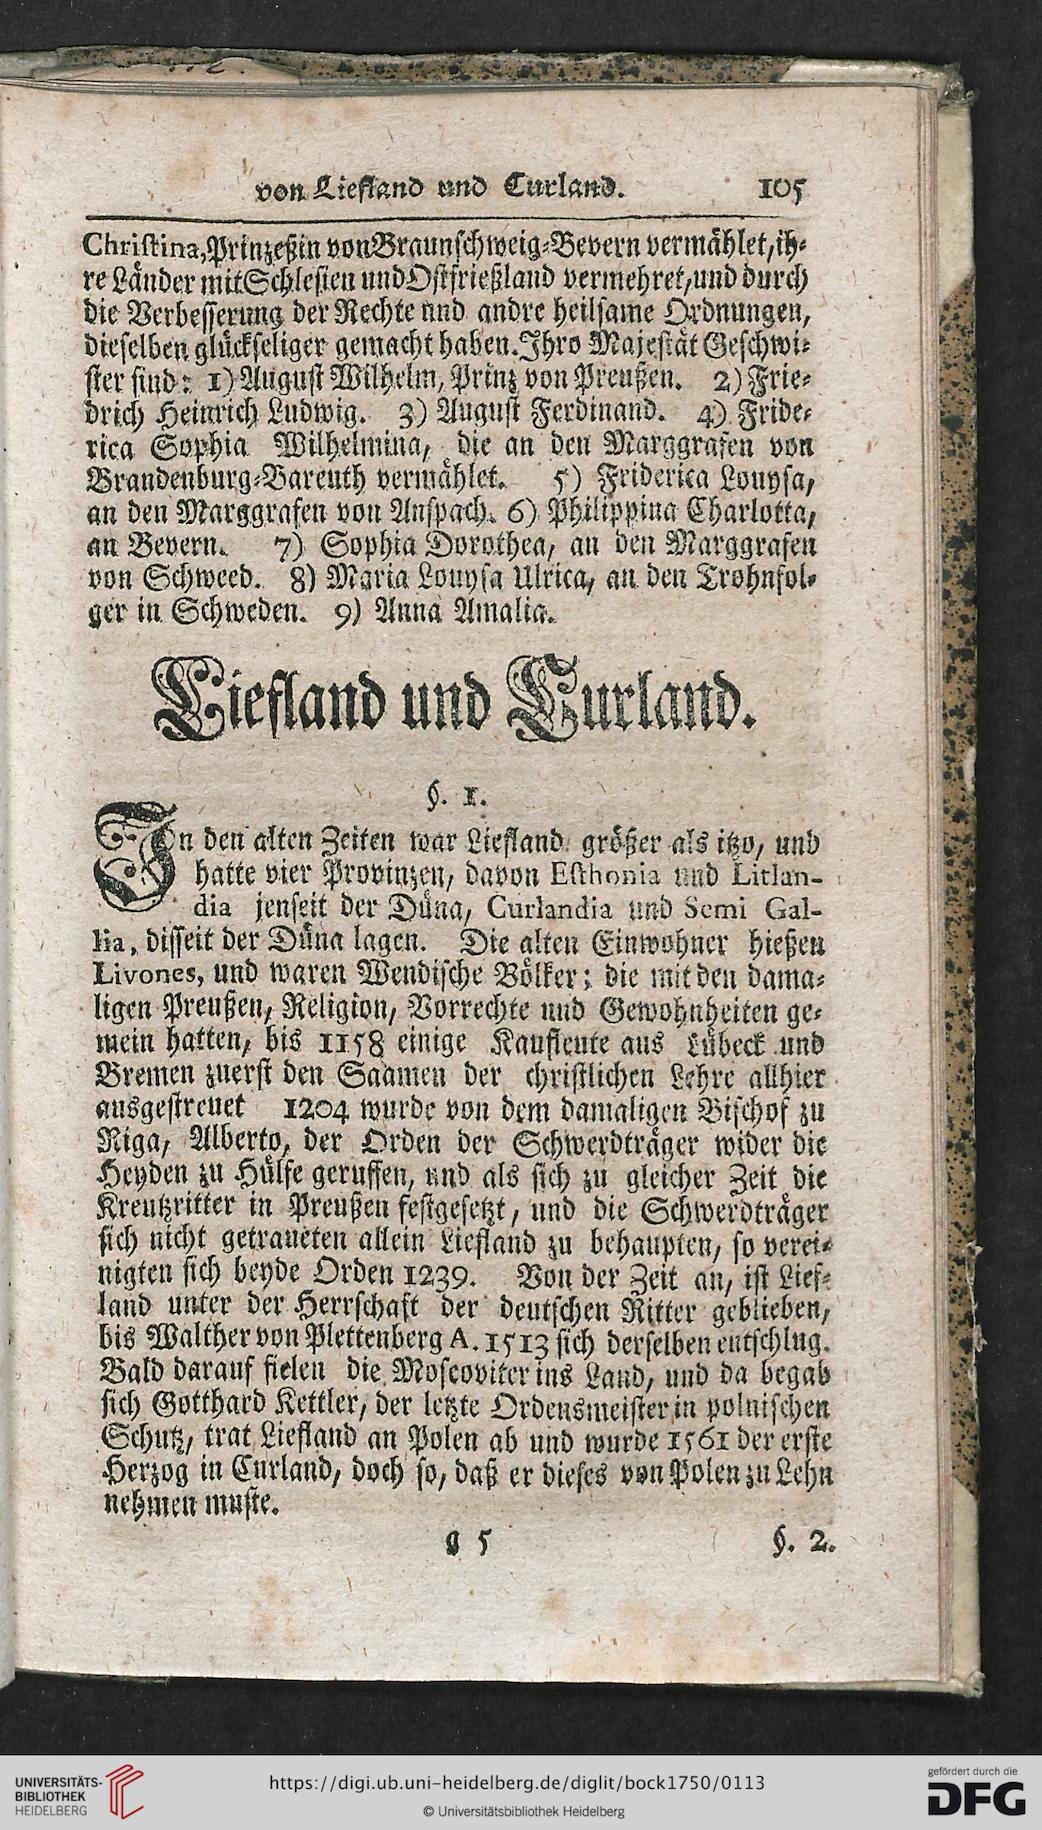 von Liefland und Curland. 105
Christina, Prinzeßin von Braunschweig-Bevern vermählet, ih-
re Länder mit Schlesien und Ostfrießland vermehret, und durch
die Verbesserung der Rechte und andre heilsame Ordnungen,
dieselben glückseliger gemacht haben. Ihro Majestät Geschwi-
ster sind: 1) August Wilhelm, Prinz von Preußen. 2) Frie-
drich Heinrich Ludwig. 3) August Ferdinand. 4) Fride-
rica Sophia Wilhelmina, die an den Marggrafen von
Brandenburg-Bareuth vermählet. 5) Friderica Louysa,
an den Marggrafen von Anspach. 6) Philippina Charlotta,
an Bevern. 7) Sophia Dorothea, an den Marggrafen
von Schweed. 8) Maria Louysa Ulrica, an den Trohnfol-
ger in Schweden. 9) Anna Amalia.
Liefland und Curland.
§. 1.
In den alten Zeiten war Liefland größer als itzo, und
hatte vier Provinzen, davon Esthonia und Litlan-
dia jenseit der Düna, Curlandia und Semi Gal-
lia, disseit der Düna lagen. Die alten Einwohner hießen
Livones, und waren Wendische Völker; die mit den dama-
ligen Preußen, Religion, Vorrechte und Gewohnheiten ge-
mein hatten, bis 1158 einige Kaufleute aus Lübeck und
Bremen zuerst den Saamen der christlichen Lehre allhier
ausgestreuet 1204 wurde von dem damaligen Bischof zu
Riga, Alberto, der Orden der Schwerdträger wider die
Heyden zu Hülfe geruffen, und als sich zu gleicher Zeit die
Kreutzritter in Preußen festgesetzt, und die Schwerdträger
sich nicht getraueten allein Liefland zu behaupten, so verei-
nigten sich beyde Orden 1239. Von der Zeit an, ist Lief-
land unter der Herrschaft der deutschen Ritter geblieben,
bis Walther von Plettenberg A. 1513 sich derselben entschlug.
Bald darauf fielen die Moscoviter ins Land, und da begab
sich Gotthard Kettler, der letzte Ordensmeister in polnischen
Schutz, trat Liefland an Polen ab und wurde 1561 der erste
Herzog in Curland, doch so, daß er dieses von Polen zu Lehn
nehmen muste.
g 5 §. 2.
UNIVERSITÄTS-
BIBLIOTHEK
HEIDELBERG
https://digi.ub.uni-heidelberg.de/diglit/bock1750/0113
© Universitätsbibliothek Heidelberg
gefördert durch die
DFG